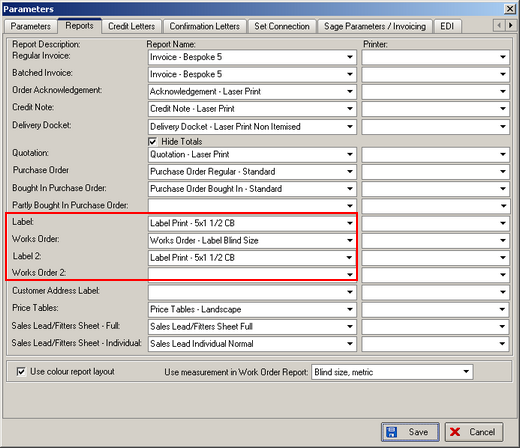 Parameters
Parameters Reports Credit Letters Confirmation Letters Set Connection Sage Parameters / Invoicing EDI
Report Description: Report Name: Printer:
Regular Invoice: Invoice - Bespoke 5
Batched Invoice: Invoice - Bespoke 5
Order Acknowledgement: Acknowledgement - Laser Print
Credit Note: Credit Note - Laser Print
Delivery Docket: Delivery Docket - Laser Print Non Itemised
Hide Totals
Quotation: Quotation - Laser Print
Purchase Order Purchase Order Regular - Standard
Bought In Purchase Order: Purchase Order Bought In - Standard
Partly Bought In Purchase Order:
Label: Label Print - 5x1 1/2 CB
Works Order: Works Order - Label Blind Size
Label 2: Label Print - 5x1 1/2 CB
Works Order 2:
Customer Address Label:
Price Tables: Price Tables - Landscape
Sales Lead/Fitters Sheet - Full: Sales Lead/Fitters Sheet Full
Sales Lead/Fitters Sheet - Individual: Sales Lead Individual Normal
Use colour report layout Use measurement in Work Order Report: Blind size, metric
Save Cancel